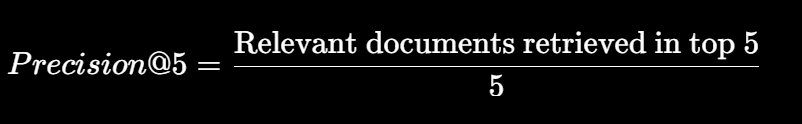 Precision@5 = Relevant documents retrieved in top 5
5